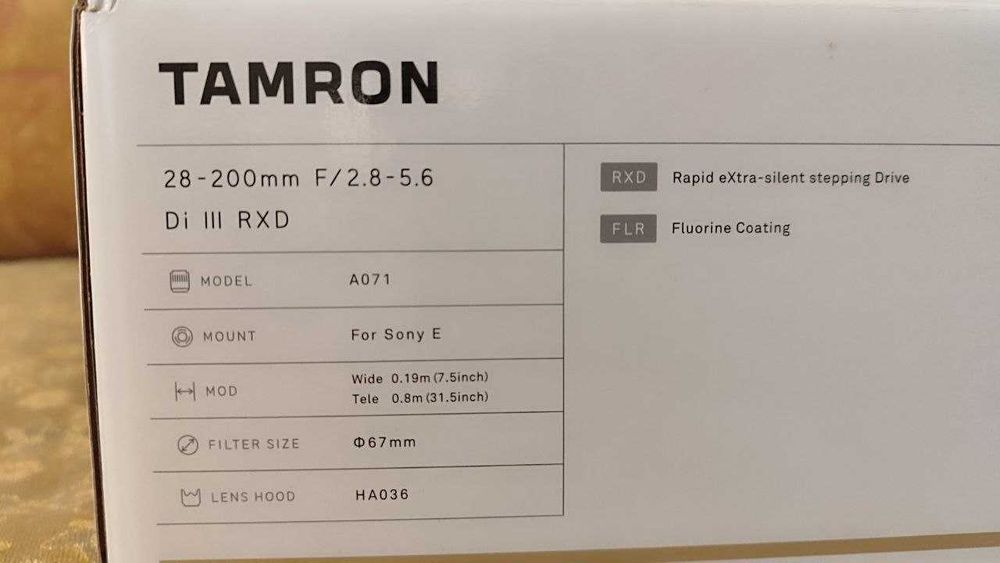 TAMRON
28-200mm F/2.8-5.6
Di III RXD
MODEL A071
MOUNT For Sony E
MOD Wide 0.19m (7.5inch)
Tele 0.8m (31.5inch)
FILTER SIZE Φ67mm
LENS HOOD HA036
RXD Rapid eXtra-silent stepping Drive
FLR Fluorine Coating